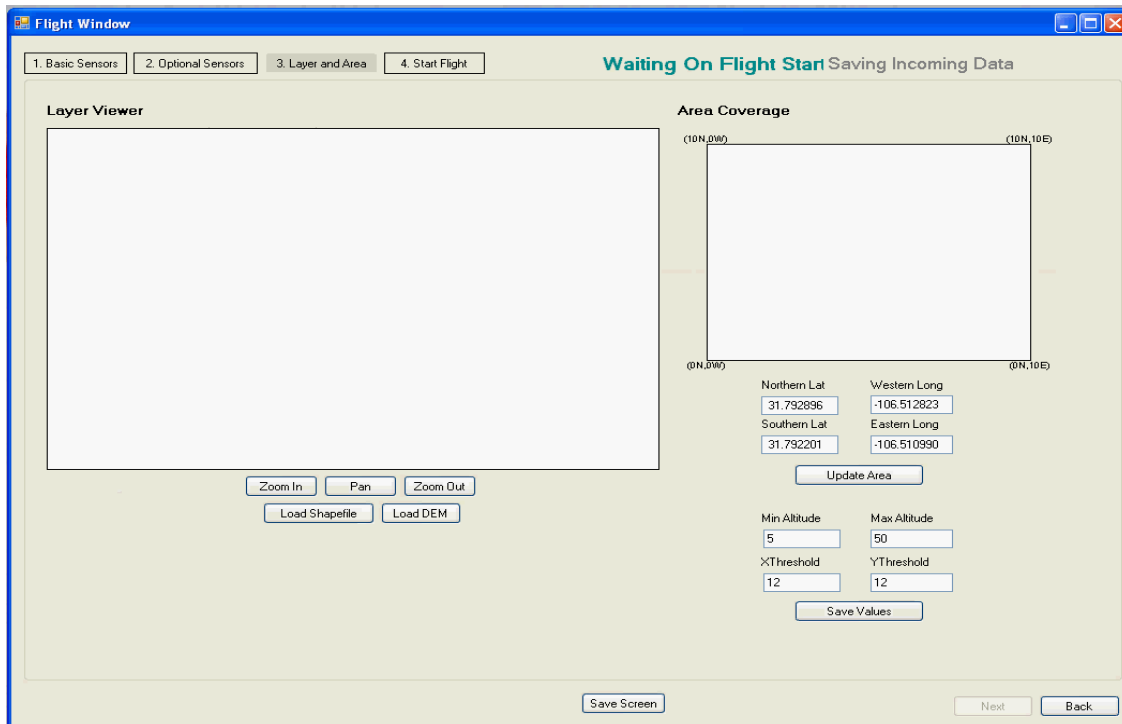 Flight Window
1. Basic Sensors 2. Optional Sensors 3. Layer and Area 4. Start Flight Waiting On Flight Start Saving Incoming Data
Layer Viewer
Area Coverage
(10N,0W) (10N,10E)
(0N,0W) (0N,10E)
Northern Lat Western Long
31.792896 -106.512823
Southern Lat Eastern Long
31.792201 -106.510990
Update Area
Zoom In Pan Zoom Out
Load Shapefile Load DEM
Min Altitude Max Altitude
5 50
XThreshold YThreshold
12 12
Save Values
Save Screen
Next Back